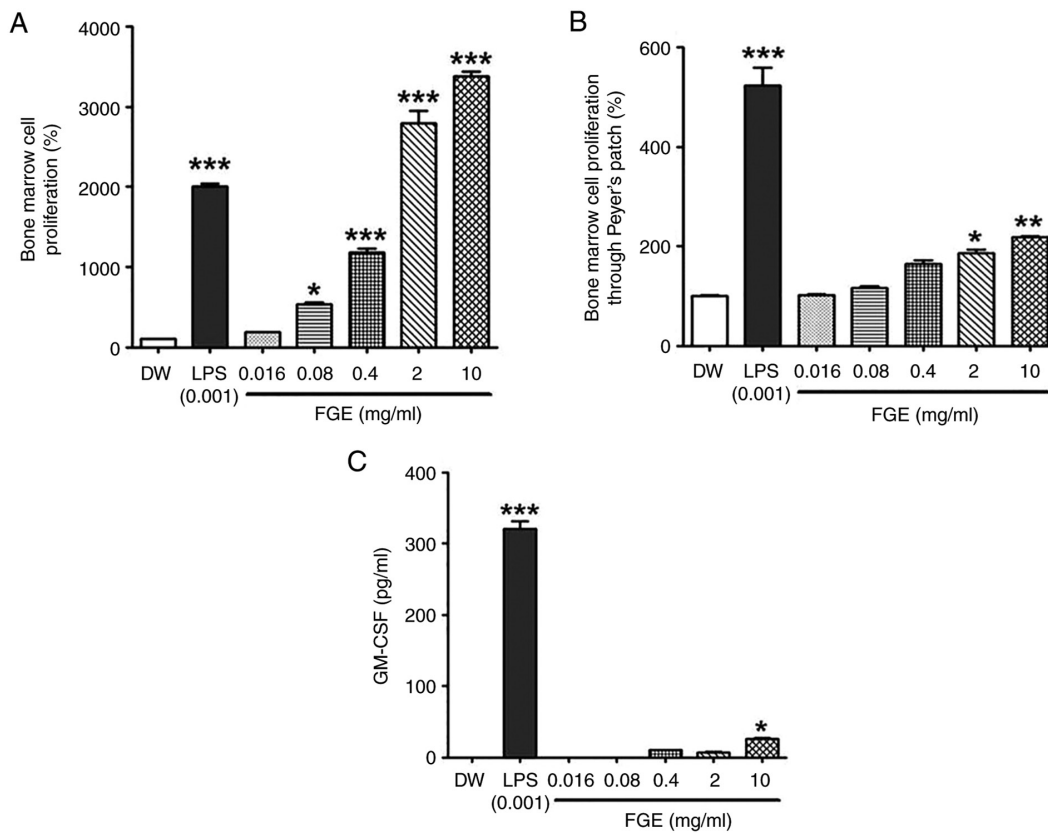 A
Bone marrow cell
proliferation (%)
4000
3000
2000
1000
0
***
*
***
***
***
DW LPS 0.016 0.08 0.4 2 10
(0.001)
FGE (mg/ml)
B
Bone marrow cell proliferation
through Peyer's patch (%)
600
400
200
0
***
*
**
DW LPS 0.016 0.08 0.4 2 10
(0.001)
FGE (mg/ml)
C
GM-CSF (pg/ml)
400
300
200
100
0
***
*
DW LPS 0.016 0.08 0.4 2 10
(0.001)
FGE (mg/ml)